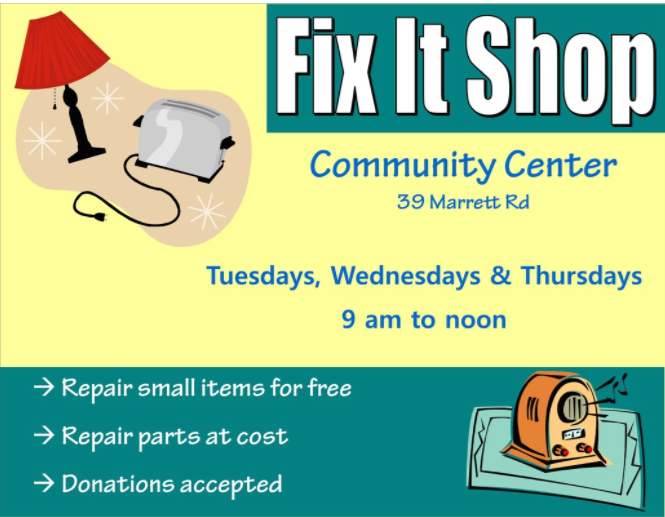 Fix It Shop
Community Center
39 Marrett Rd
Tuesdays, Wednesdays & Thursdays
9 am to noon
→ Repair small items for free
→ Repair parts at cost
→ Donations accepted